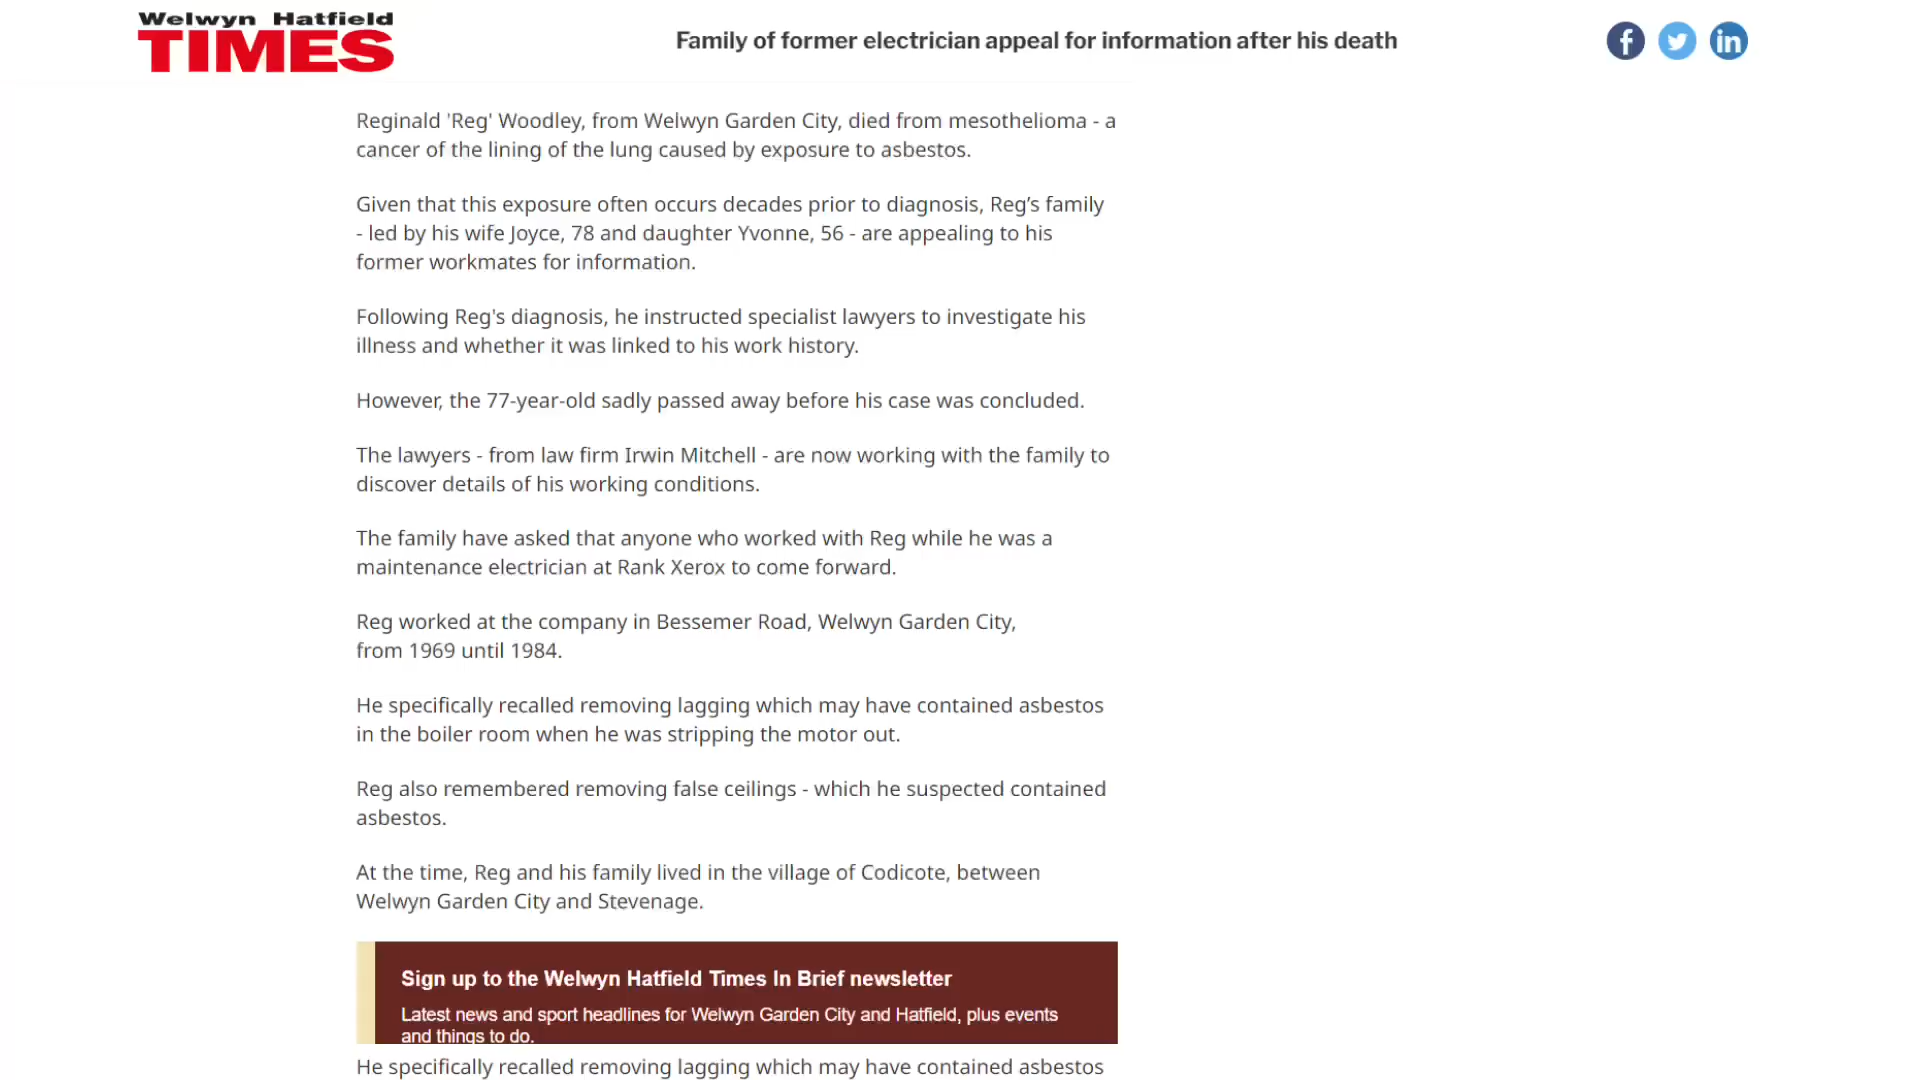 Welwyn Hatfield
TIMES
Family of former electrician appeal for information after his death
Reginald 'Reg' Woodley, from Welwyn Garden City, died from mesothelioma - a
cancer of the lining of the lung caused by exposure to asbestos.
Given that this exposure often occurs decades prior to diagnosis, Reg’s family
- led by his wife Joyce, 78 and daughter Yvonne, 56 - are appealing to his
former workmates for information.
Following Reg's diagnosis, he instructed specialist lawyers to investigate his
illness and whether it was linked to his work history.
However, the 77-year-old sadly passed away before his case was concluded.
The lawyers - from law firm Irwin Mitchell - are now working with the family to
discover details of his working conditions.
The family have asked that anyone who worked with Reg while he was a
maintenance electrician at Rank Xerox to come forward.
Reg worked at the company in Bessemer Road, Welwyn Garden City,
from 1969 until 1984.
He specifically recalled removing lagging which may have contained asbestos
in the boiler room when he was stripping the motor out.
Reg also remembered removing false ceilings - which he suspected contained
asbestos.
At the time, Reg and his family lived in the village of Codicote, between
Welwyn Garden City and Stevenage.
Sign up to the Welwyn Hatfield Times In Brief newsletter
Latest news and sport headlines for Welwyn Garden City and Hatfield, plus events
and things to do.
He specifically recalled removing lagging which may have contained asbestos